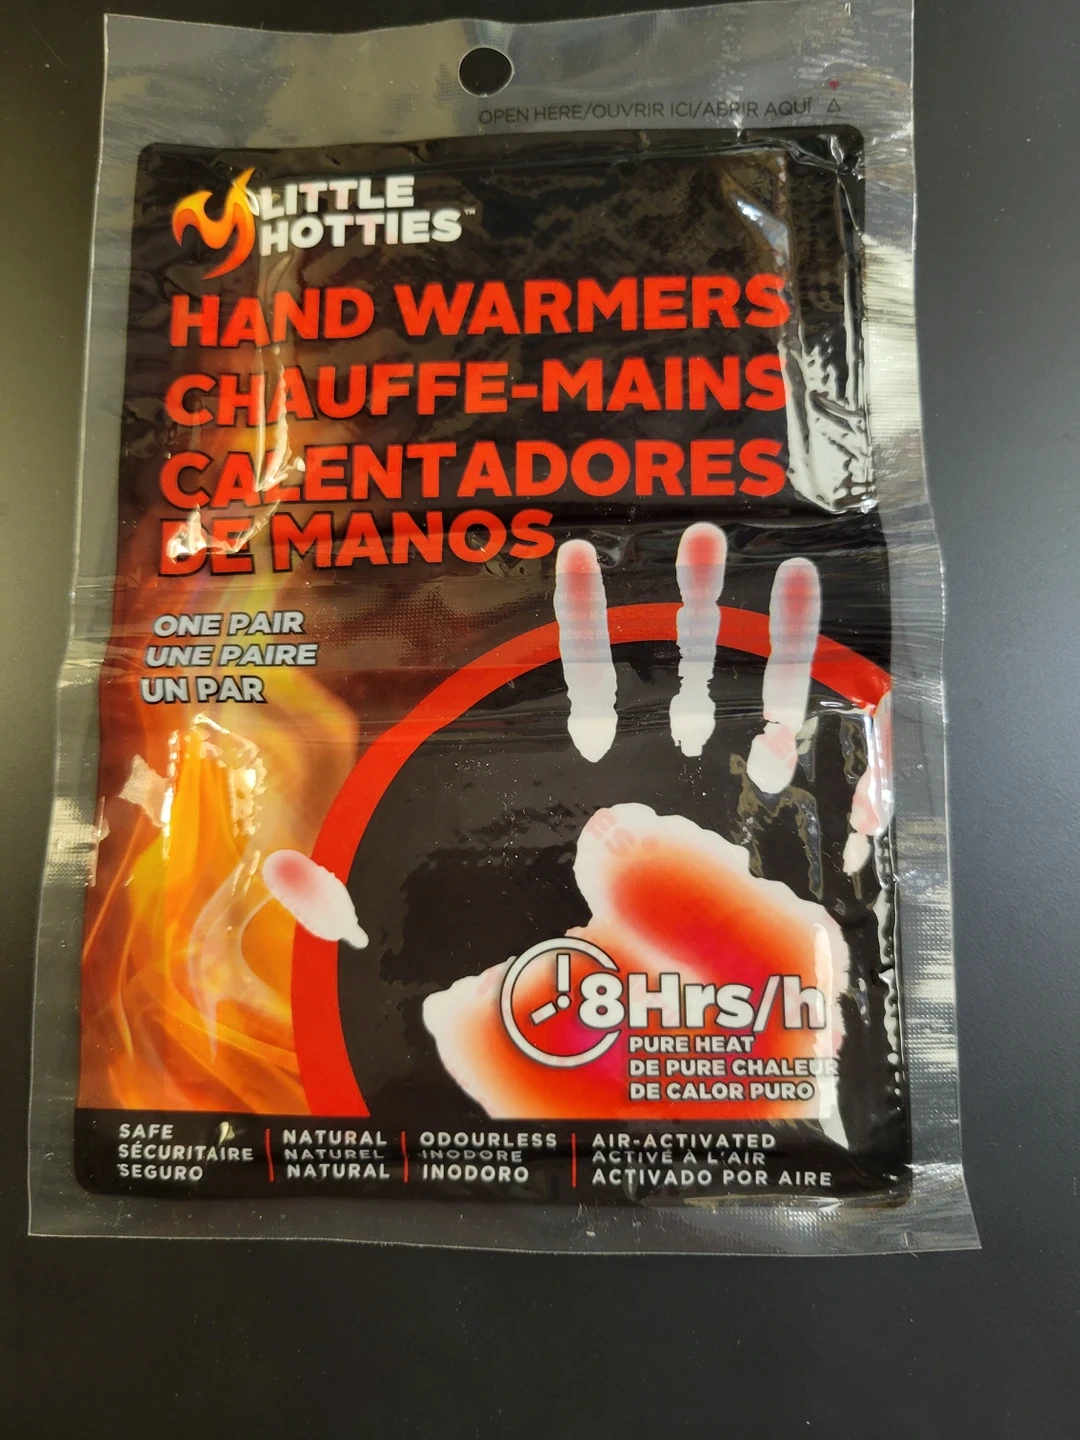 OPEN HERE/OUVRIR ICI/ABRIR AQUÍ
LITTLE
HOTTIES™
HAND WARMERS
CHAUFFE-MAINS
CALENTADORES
DE MANOS
ONE PAIR
UNE PAIRE
UN PAR
8Hrs/h
PURE HEAT
DE PURE CHALEUR
DE CALOR PURO
SAFE
SÉCURITAIRE
SEGURO
NATURAL
NATUREL
NATURAL
ODOURLESS
INODORE
INODORO
AIR-ACTIVATED
ACTIVÉ À L'AIR
ACTIVADO POR AIRE